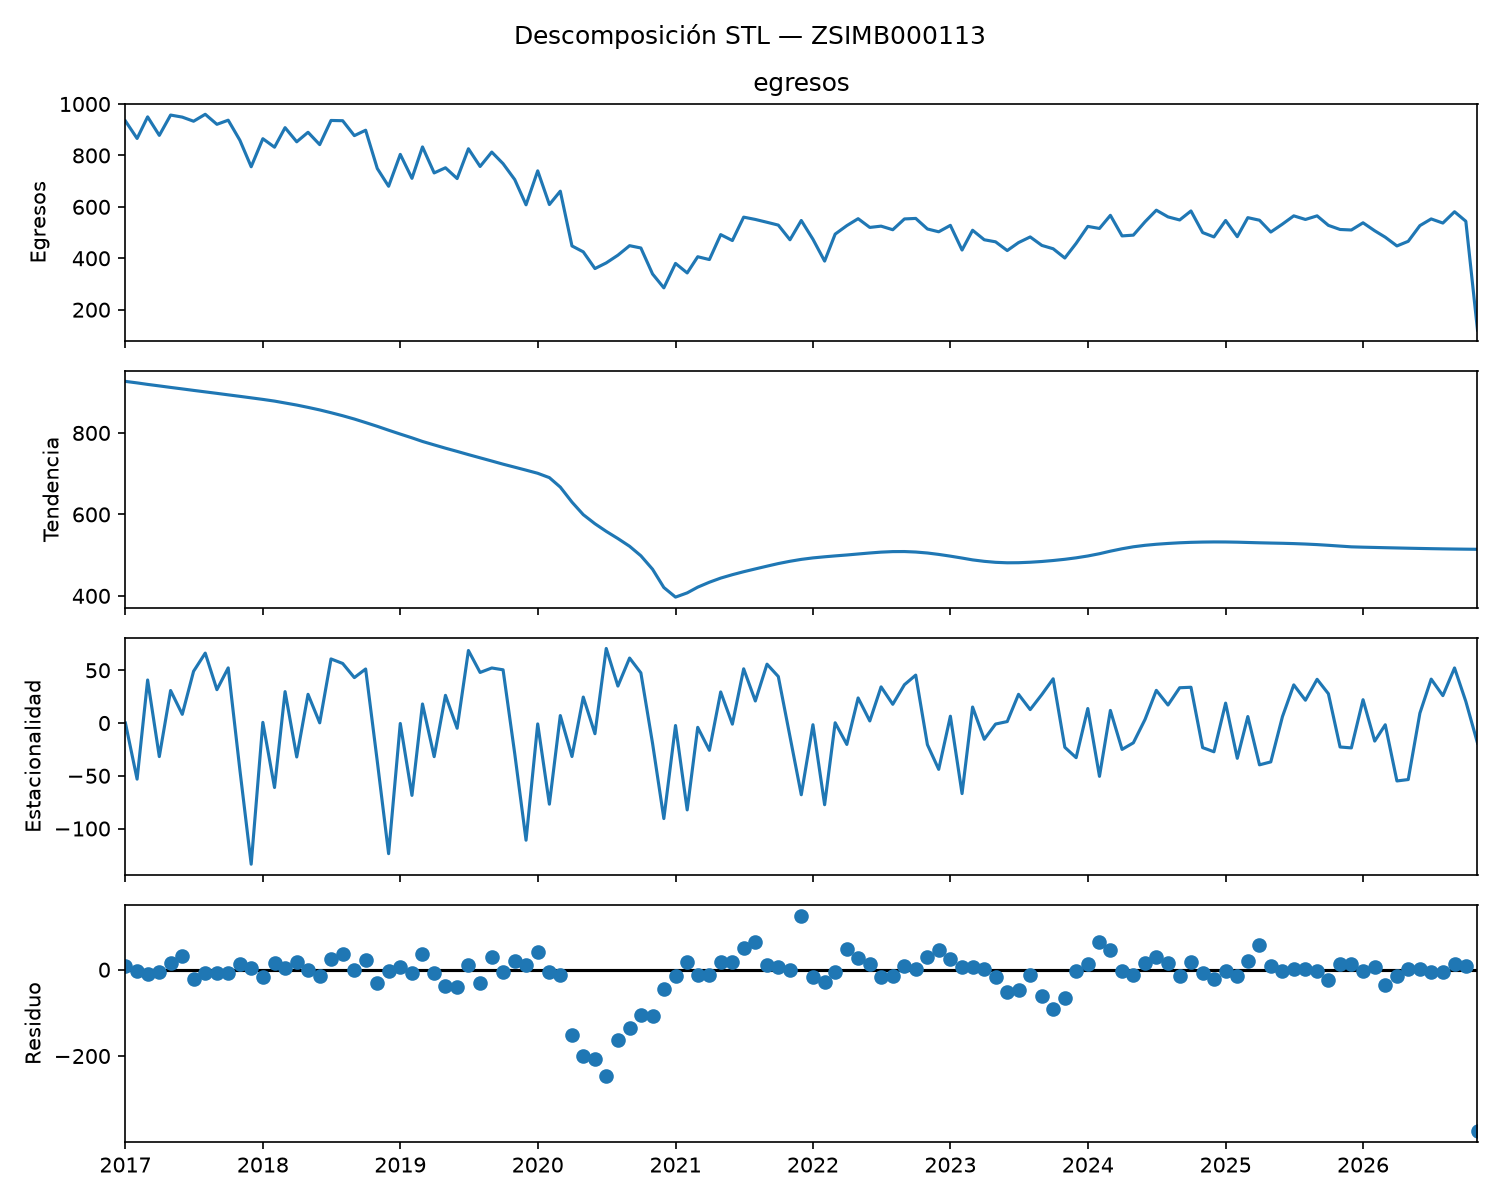 Descomposición STL — ZSIMB000113
egresos
Egresos
1000
800
600
400
200
Tendencia
800
600
400
Estacionalidad
50
0
−50
−100
Residuo
0
−200
2017 2018 2019 2020 2021 2022 2023 2024 2025 2026